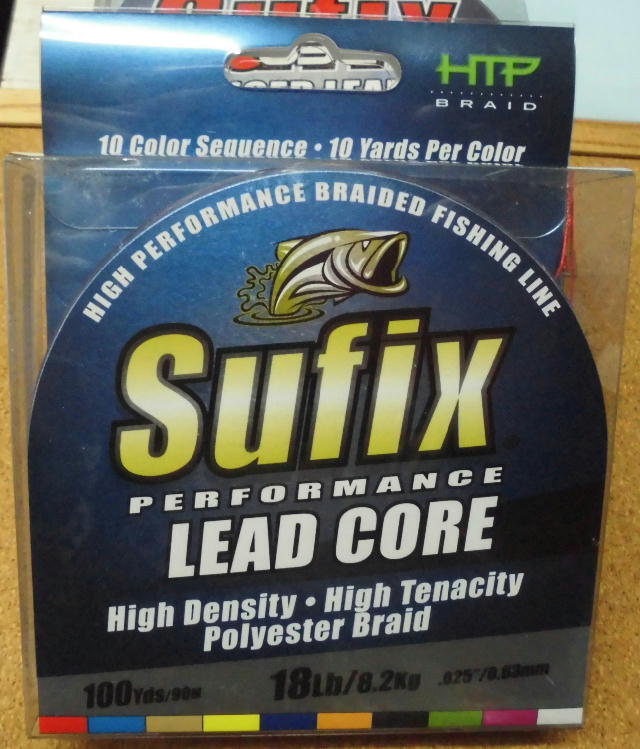 Sufix
HTP
BRAID
10 Color Sequence • 10 Yards Per Color
HIGH PERFORMANCE BRAIDED FISHING LINE
Sufix
PERFORMANCE
LEAD CORE
High Density • High Tenacity
Polyester Braid
100Yds/90M 18Lb/8.2Kg .025"/0.63mm